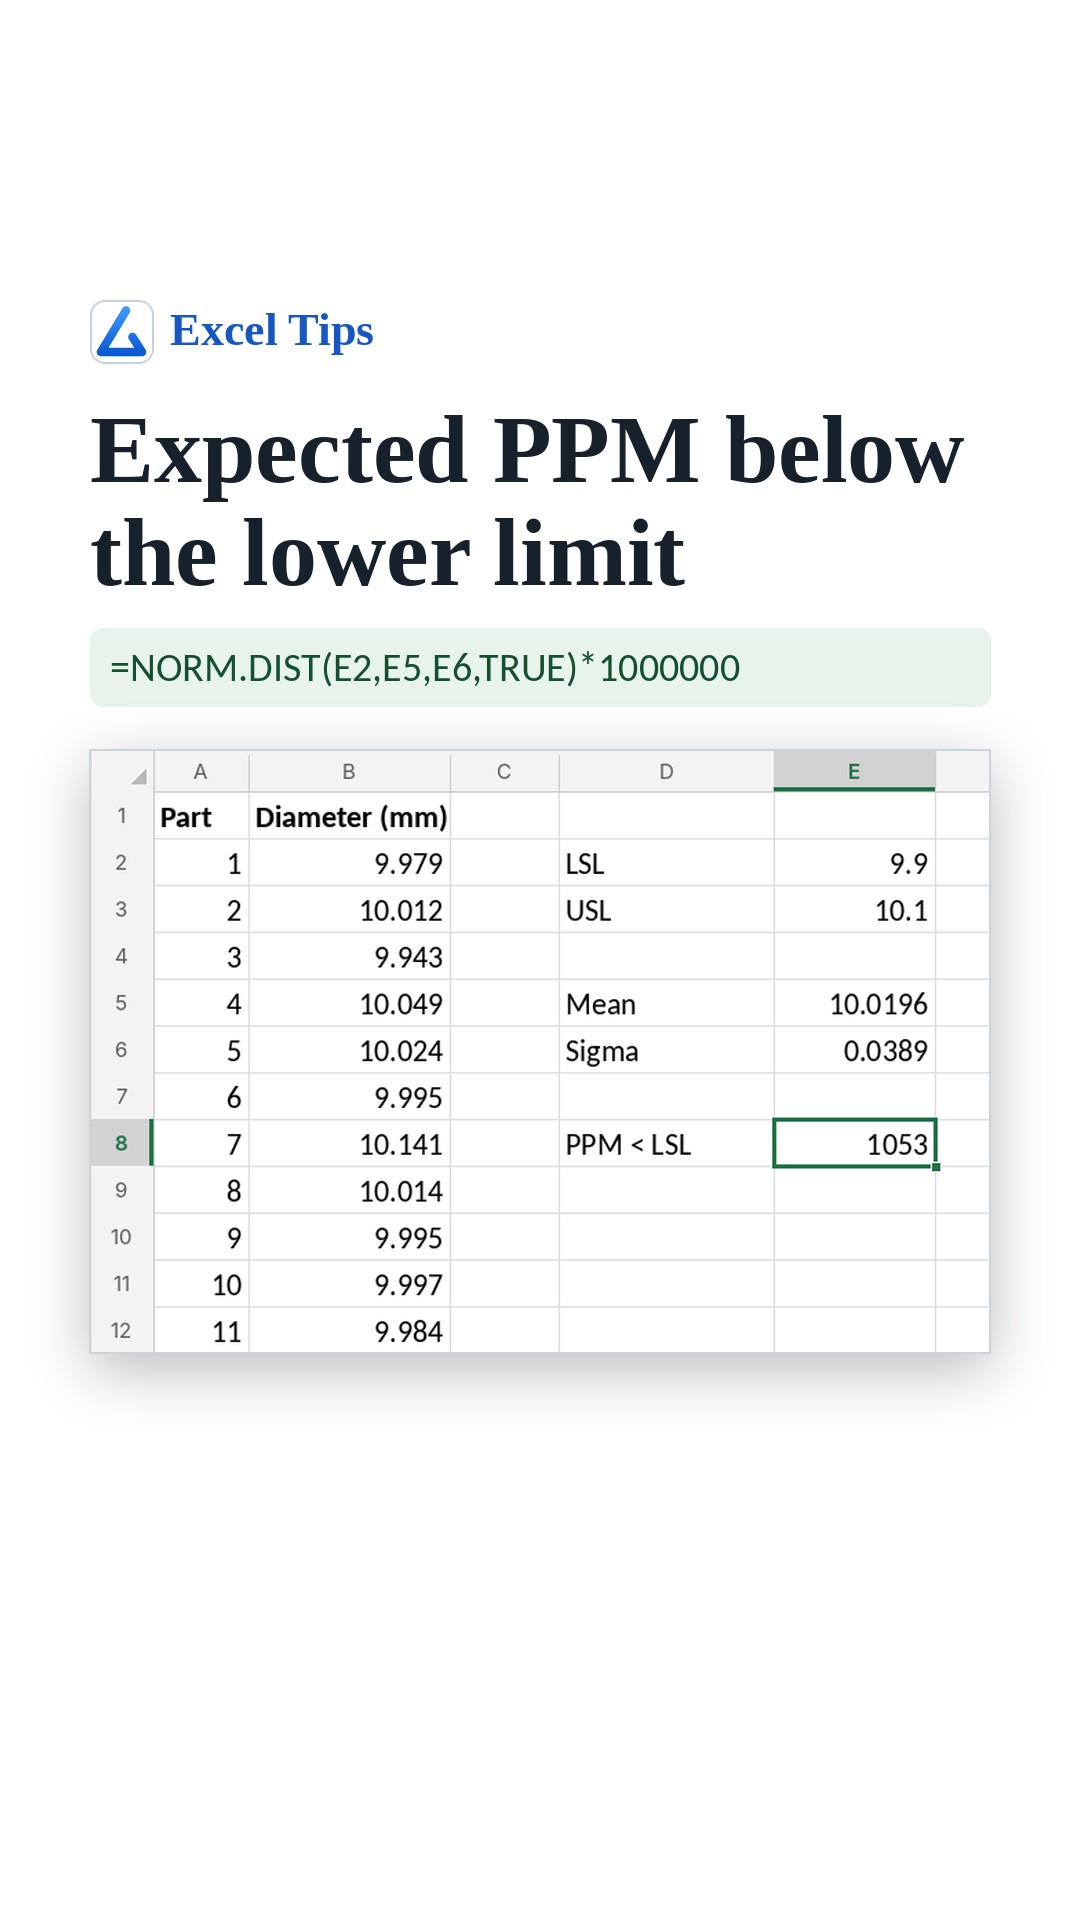 Excel Tips
Expected PPM below
the lower limit
=NORM.DIST(E2,E5,E6,TRUE)*1000000
A B C D E
1 Part Diameter (mm)
2 1 9.979 LSL 9.9
3 2 10.012 USL 10.1
4 3 9.943
5 4 10.049 Mean 10.0196
6 5 10.024 Sigma 0.0389
7 6 9.995
8 7 10.141 PPM < LSL 1053
9 8 10.014
10 9 9.995
11 10 9.997
12 11 9.984